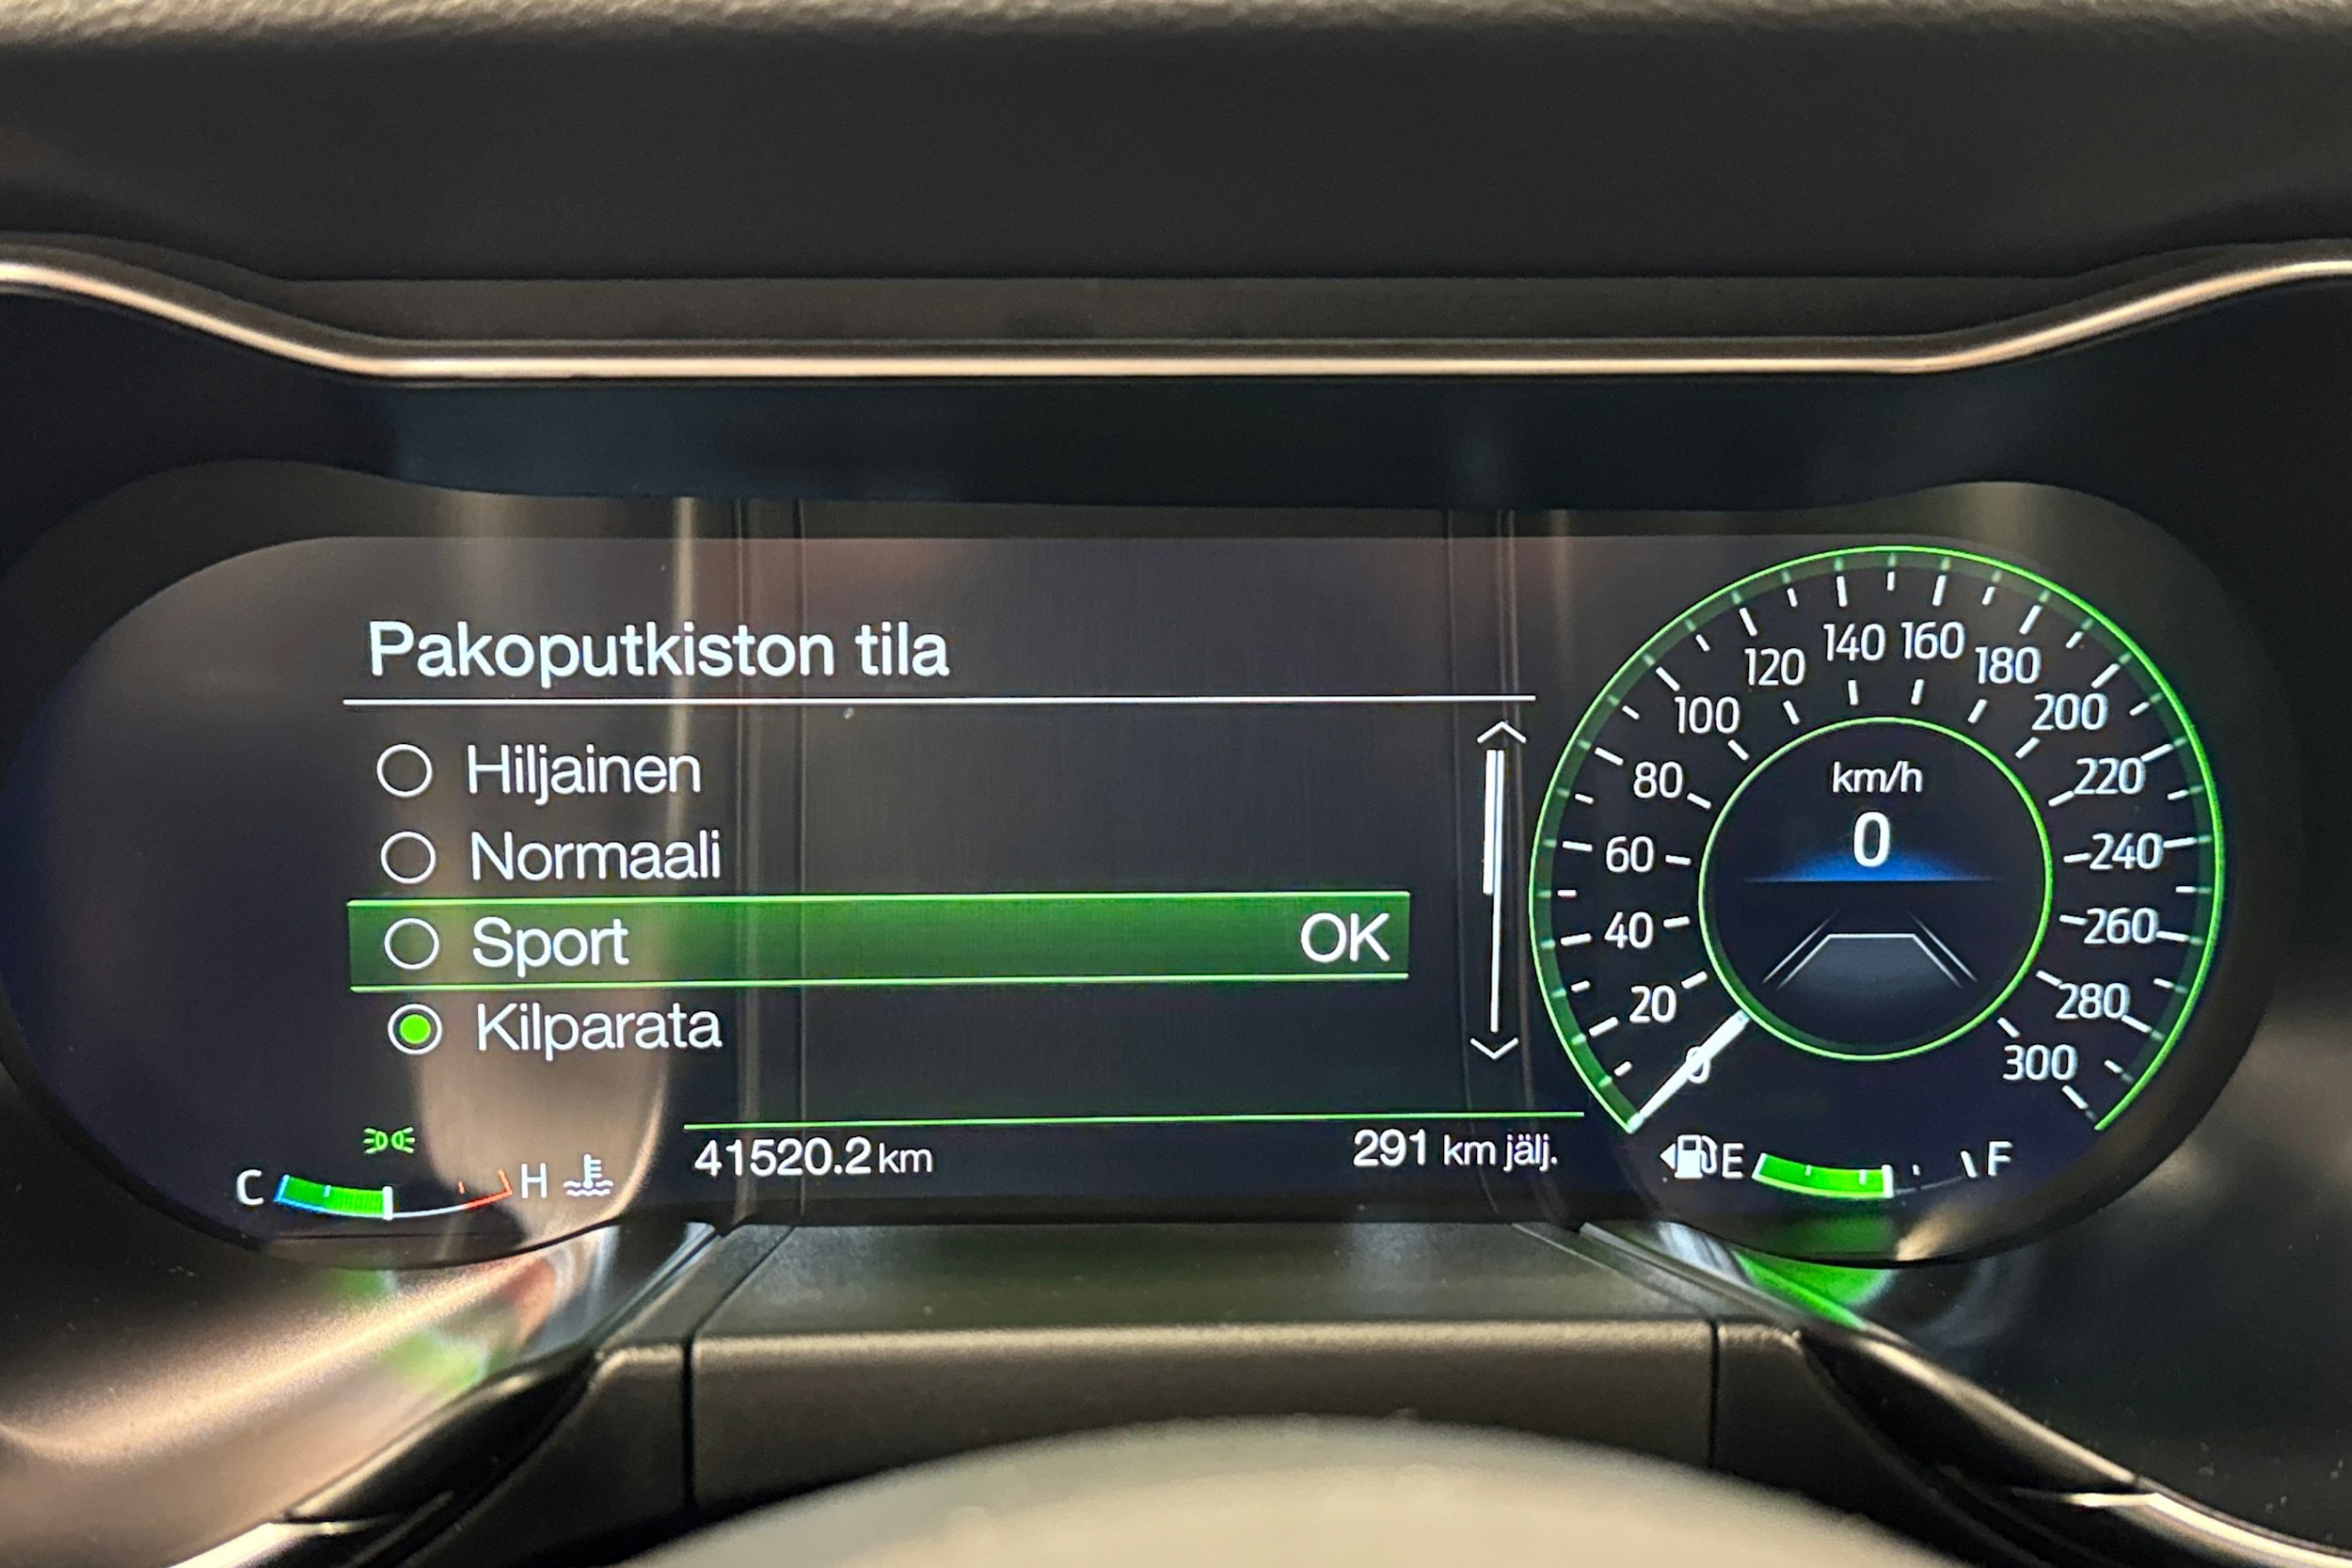 Pakoputkiston tila
Hiljainen
Normaali
Sport OK
Kilparata
41520.2 km
291 km jälj.
C H
0
20
40
60
80
100
120
140
160
180
200
220
240
260
280
300
km/h
0
E F